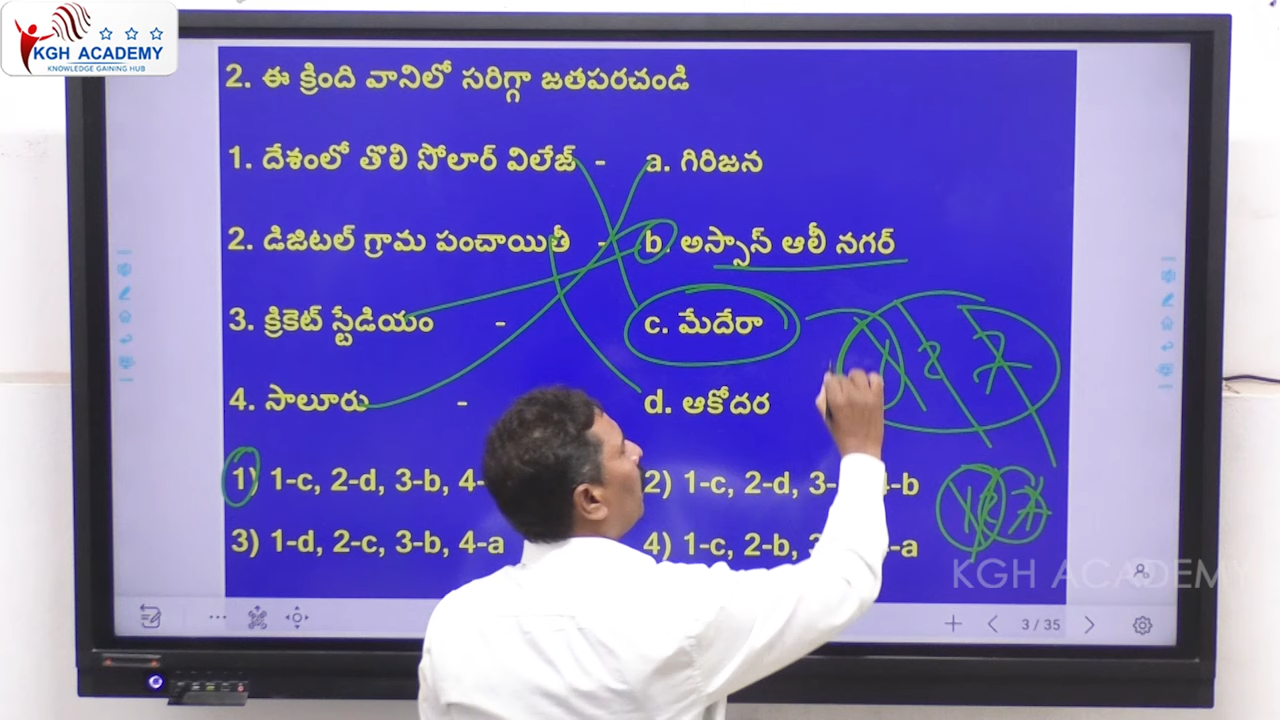 KGH ACADEMY
KNOWLEDGE GAINING HUB
2. ఈ క్రింది వానిలో సరిగ్గా జతపరచండి
1. దేశంలో తొలి సోలార్ విలేజ్ - a. గిరిజన
2. డిజిటల్ గ్రామ పంచాయితీ - b. అస్సాస్ ఆలీ నగర్
3. క్రికెట్ స్టేడియం - c. మేదేరా
4. సాలూరు - d. ఆకోదర
1) 1-c, 2-d, 3-b, 4- 2) 1-c, 2-d, 3- 4-b
3) 1-d, 2-c, 3-b, 4-a 4) 1-c, 2-b, -a
KGH ACADEMY
3 / 35